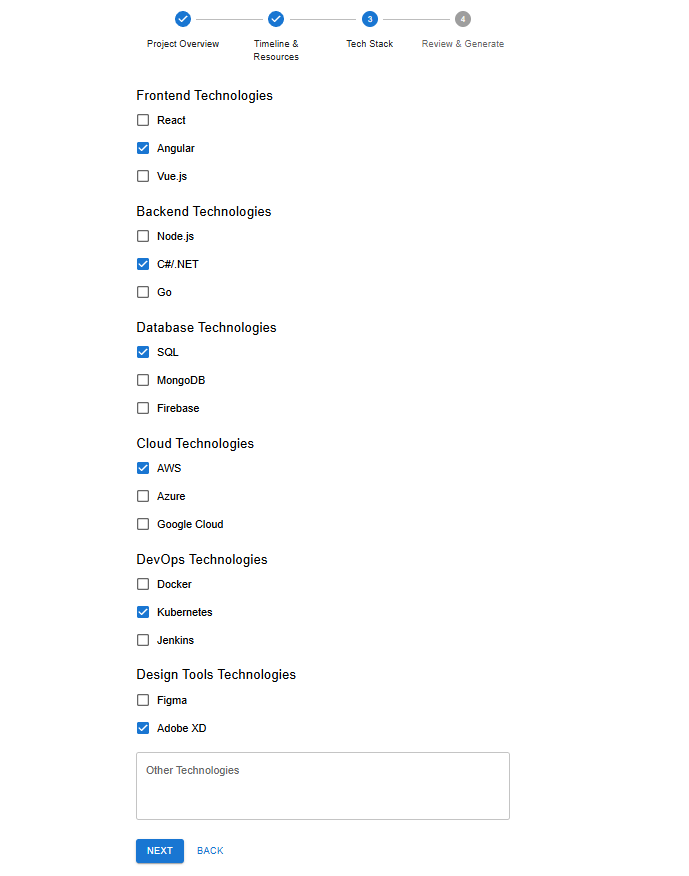 3
4
Project Overview
Timeline &
Resources
Tech Stack
Review & Generate
Frontend Technologies
React
Angular
Vue.js
Backend Technologies
Node.js
C#/.NET
Go
Database Technologies
SQL
MongoDB
Firebase
Cloud Technologies
AWS
Azure
Google Cloud
DevOps Technologies
Docker
Kubernetes
Jenkins
Design Tools Technologies
Figma
Adobe XD
Other Technologies
NEXT
BACK